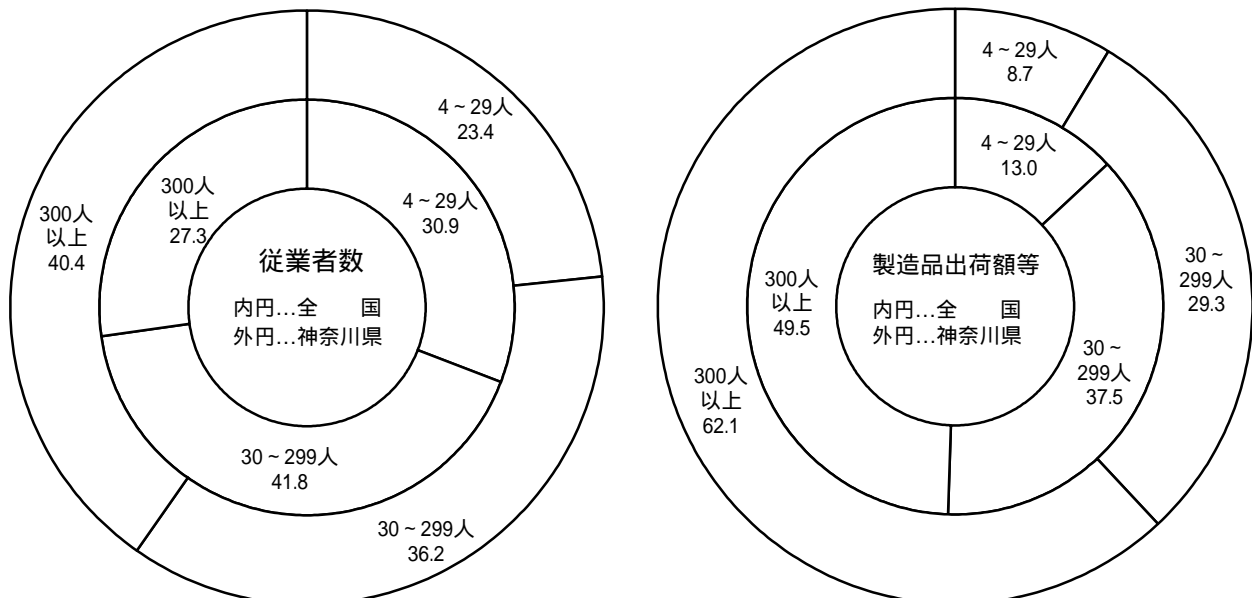 4~29人
23.4
4~29人
30.9
300人
以上
27.3
300人
以上
40.4
従業者数
内円…全　　国
外円…神奈川県
30~299人
41.8
30~299人
36.2
4~29人
8.7
4~29人
13.0
30~
299人
29.3
製造品出荷額等
内円…全　　国
外円…神奈川県
300人
以上
49.5
30~
299人
37.5
300人
以上
62.1